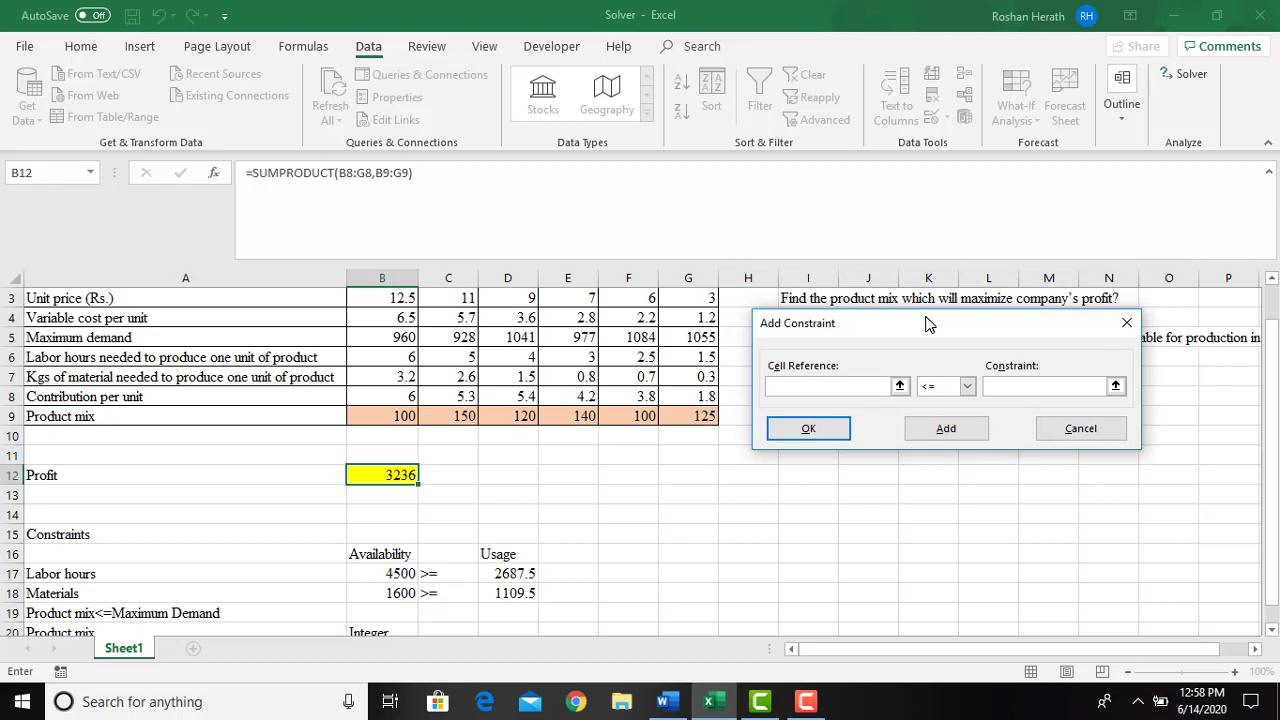 AutoSave Off Solver - Excel Roshan Herath RH
File Home Insert Page Layout Formulas Data Review View Developer Help Search Share Comments
Get Data From Text/CSV From Web From Table/Range Recent Sources Existing Connections
Refresh All Queries & Connections Properties Edit Links
Stocks Geography
Sort Filter Clear Reapply Advanced
Text to Columns What-If Analysis Forecast Sheet Outline Solver
Get & Transform Data Queries & Connections Data Types Sort & Filter Data Tools Forecast Analyze
B12 fx =SUMPRODUCT(B8:G8,B9:G9)
A B C D E F G H I J K L M N O P
3 Unit price (Rs.) 12.5 11 9 7 6 3 Find the product mix which will maximize company's profit?
4 Variable cost per unit 6.5 5.7 3.6 2.8 2.2 1.2
5 Maximum demand 960 928 1041 977 1084 1055 able for production in
6 Labor hours needed to produce one unit of product 6 5 4 3 2.5 1.5
7 Kgs of material needed to produce one unit of product 3.2 2.6 1.5 0.8 0.7 0.3
8 Contribution per unit 6 5.3 5.4 4.2 3.8 1.8
9 Product mix 100 150 120 140 100 125
10
11
12 Profit 3236
13
14
15 Constraints
16 Availability Usage
17 Labor hours 4500 >= 2687.5
18 Materials 1600 >= 1109.5
19 Product mix<=Maximum Demand
20 Product mix Integer
Add Constraint
Cell Reference: Constraint:
<=
OK Add Cancel
Sheet1
Enter 100%
Search for anything
12:58 PM
6/14/2020